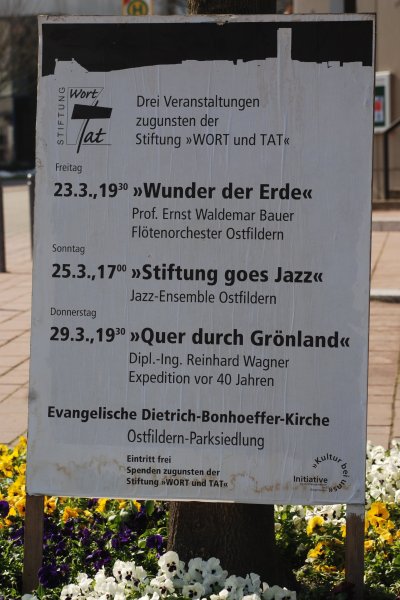 H
STIFTUNG
Wort
Tat
Drei Veranstaltungen
zugunsten der
Stiftung »WORT und TAT«
Freitag
23.3.,19³⁰ »Wunder der Erde«
Prof. Ernst Waldemar Bauer
Flötenorchester Ostfildern
Sonntag
25.3.,17⁰⁰ »Stiftung goes Jazz«
Jazz-Ensemble Ostfildern
Donnerstag
29.3.,19³⁰ »Quer durch Grönland«
Dipl.-Ing. Reinhard Wagner
Expedition vor 40 Jahren
Evangelische Dietrich-Bonhoeffer-Kirche
Ostfildern-Parksiedlung
Eintritt frei
Spenden zugunsten der
Stiftung »WORT und TAT«
»Kultur bei uns«
Initiative